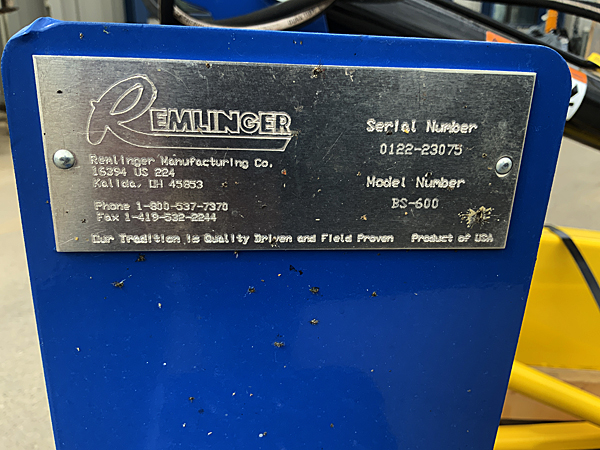 REMLINGER
Remlinger Manufacturing Co.
16394 US 224
Kalida, OH 45853
Phone 1-800-537-7370
Fax 1-419-532-2244
Serial Number
0122-23075
Model Number
BS-600
Our Tradition is Quality Driven and Field Proven Product of USA